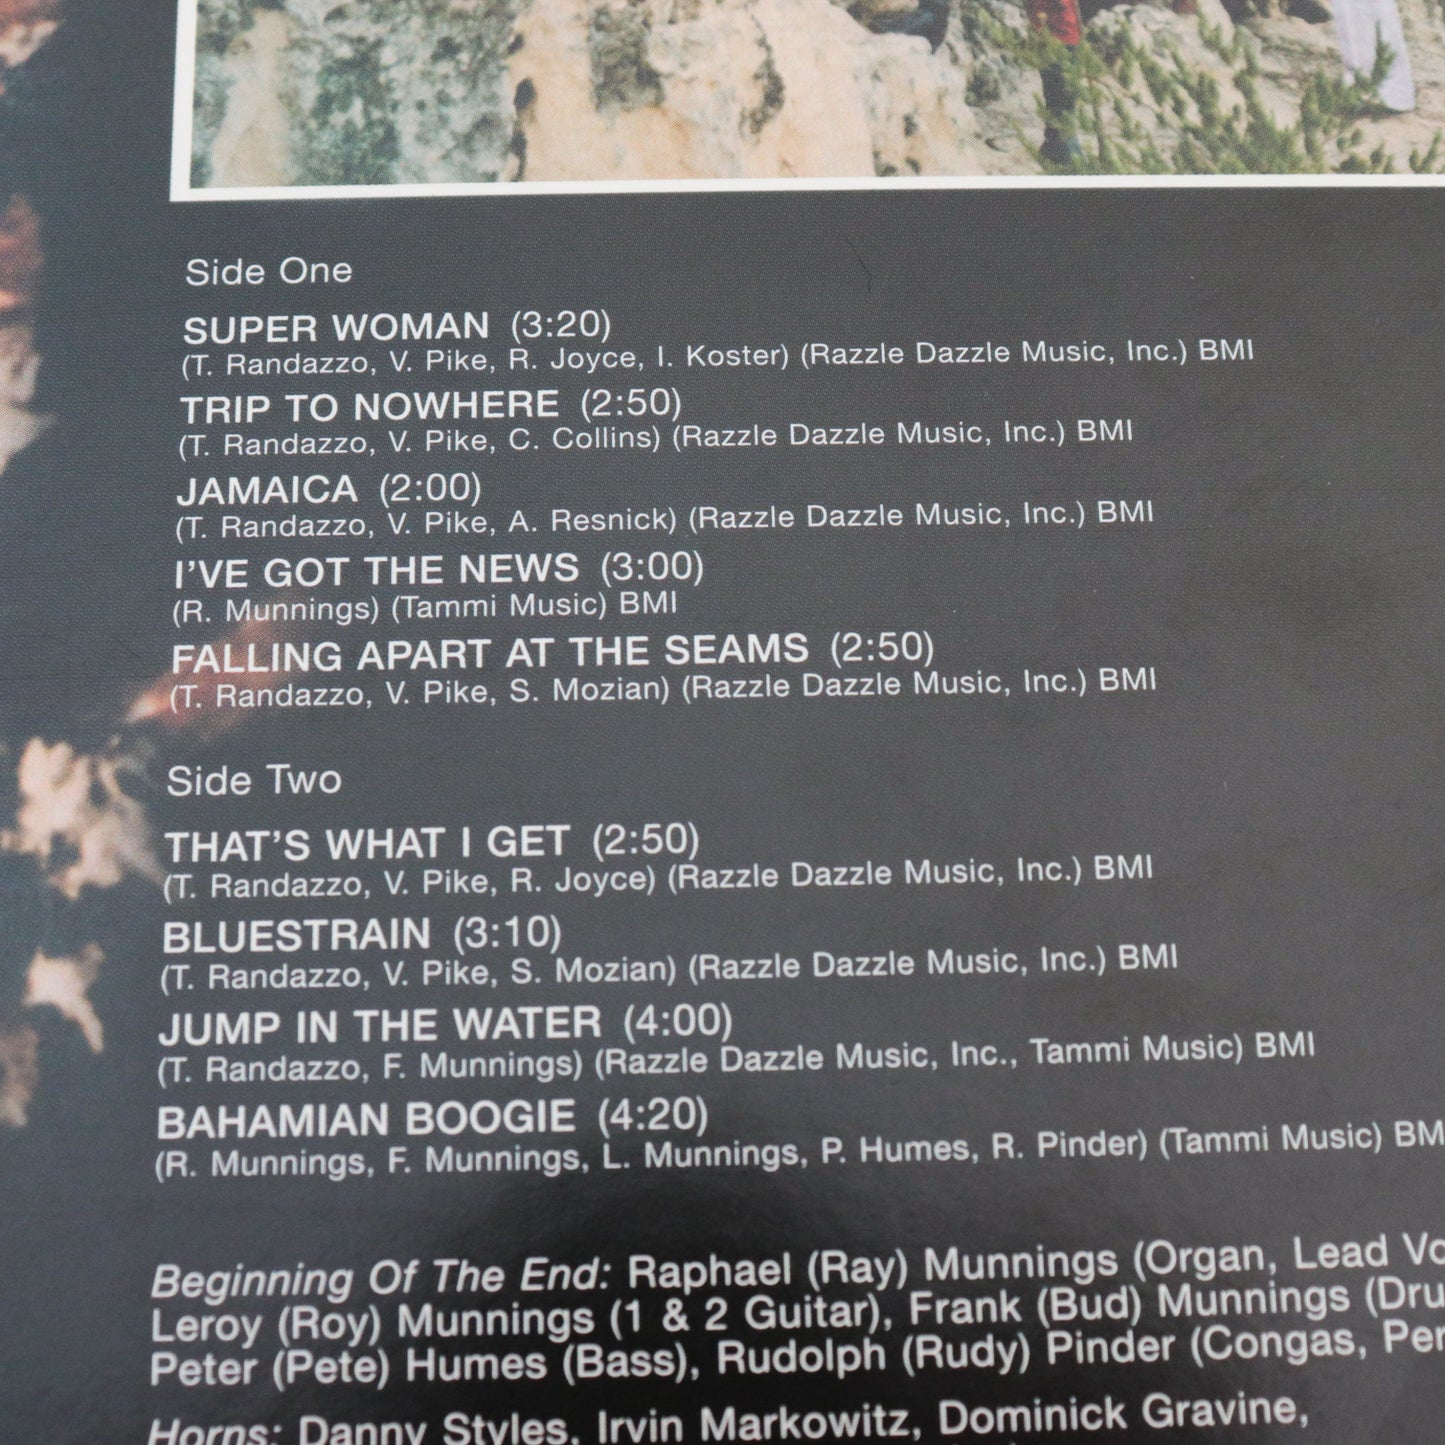 Side One
SUPER WOMAN (3:20)
(T. Randazzo, V. Pike, R. Joyce, I. Koster) (Razzle Dazzle Music, Inc.) BMI
TRIP TO NOWHERE (2:50)
(T. Randazzo, V. Pike, C. Collins) (Razzle Dazzle Music, Inc.) BMI
JAMAICA (2:00)
(T. Randazzo, V. Pike, A. Resnick) (Razzle Dazzle Music, Inc.) BMI
I'VE GOT THE NEWS (3:00)
(R. Munnings) (Tammi Music) BMI
FALLING APART AT THE SEAMS (2:50)
(T. Randazzo, V. Pike, S. Mozian) (Razzle Dazzle Music, Inc.) BMI
Side Two
THAT'S WHAT I GET (2:50)
(T. Randazzo, V. Pike, R. Joyce) (Razzle Dazzle Music, Inc.) BMI
BLUESTRAIN (3:10)
(T. Randazzo, V. Pike, S. Mozian) (Razzle Dazzle Music, Inc.) BMI
JUMP IN THE WATER (4:00)
(T. Randazzo, F. Munnings) (Razzle Dazzle Music, Inc., Tammi Music) BMI
BAHAMIAN BOOGIE (4:20)
(R. Munnings, F. Munnings, L. Munnings, P. Humes, R. Pinder) (Tammi Music) BM
Beginning Of The End: Raphael (Ray) Munnings (Organ, Lead Vo
Leroy (Roy) Munnings (1 & 2 Guitar), Frank (Bud) Munnings (Dru
Peter (Pete) Humes (Bass), Rudolph (Rudy) Pinder (Congas, Per
Horns: Danny Styles, Irvin Markowitz, Dominick Gravine,